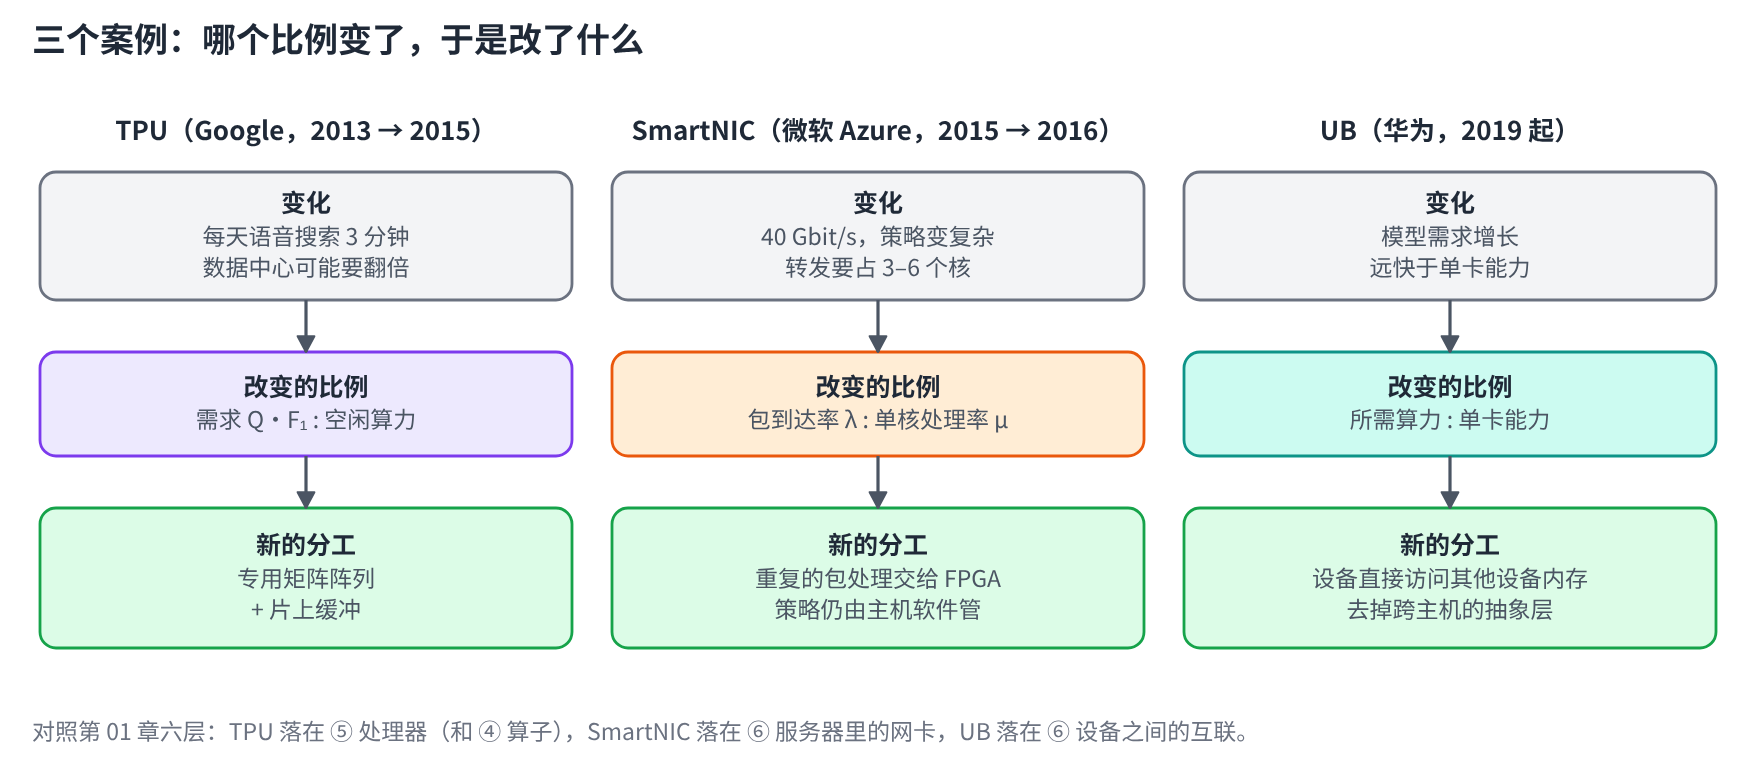 三个案例：哪个比例变了，于是改了什么
TPU（Google，2013 → 2015）
变化
每天语音搜索 3 分钟
数据中心可能要翻倍
改变的比例
需求 Q・F₁ : 空闲算力
新的分工
专用矩阵阵列
+ 片上缓冲
SmartNIC（微软 Azure，2015 → 2016）
变化
40 Gbit/s，策略变复杂
转发要占 3–6 个核
改变的比例
包到达率 λ : 单核处理率 μ
新的分工
重复的包处理交给 FPGA
策略仍由主机软件管
UB（华为，2019 起）
变化
模型需求增长
远快于单卡能力
改变的比例
所需算力 : 单卡能力
新的分工
设备直接访问其他设备内存
去掉跨主机的抽象层
对照第 01 章六层：TPU 落在 ⑤ 处理器（和 ④ 算子），SmartNIC 落在 ⑥ 服务器里的网卡，UB 落在 ⑥ 设备之间的互联。